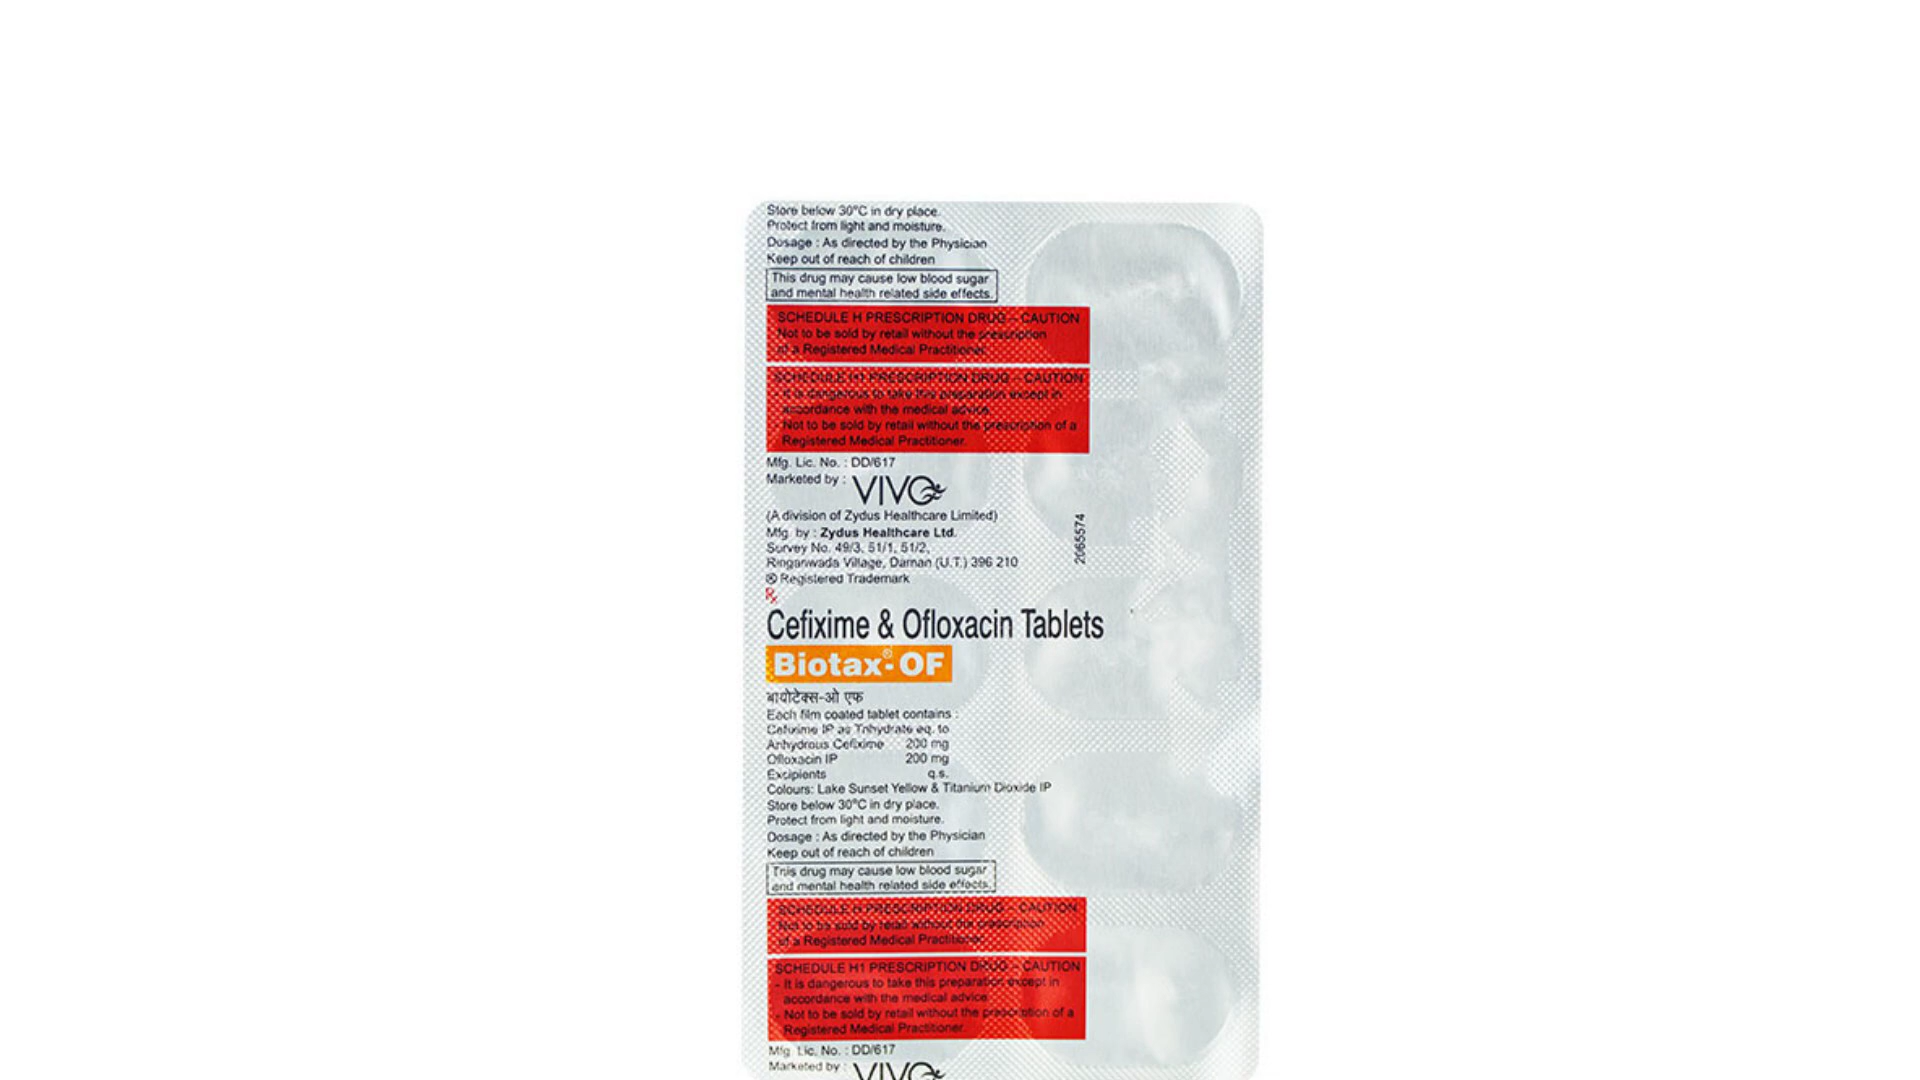 Store below 30°C in dry place.
Protect from light and moisture.
Dosage : As directed by the Physician
Keep out of reach of children
This drug may cause low blood sugar
and mental health related side effects.
SCHEDULE H PRESCRIPTION DRUG – CAUTION
Not to be sold by retail without the prescription
of a Registered Medical Practitioner.
SCHEDULE H1 PRESCRIPTION DRUG – CAUTION
- It is dangerous to take this preparation except in
accordance with the medical advice.
- Not to be sold by retail without the prescription of a
Registered Medical Practitioner.
Mfg. Lic. No. : DD/617
Marketed by : VIVO
(A division of Zydus Healthcare Limited)
Mfg. by : Zydus Healthcare Ltd.
Survey No. 49/3, 51/1, 51/2,
Ringanwada Village, Daman (U.T.) 396 210
® Registered Trademark
2065574
Rx
Cefixime & Ofloxacin Tablets
Biotax®-OF
बायोटेक्स-ओ एफ
Each film coated tablet contains :
Cefixime IP as Trihydrate eq. to
Anhydrous Cefixime 200 mg
Ofloxacin IP 200 mg
Excipients q.s.
Colours: Lake Sunset Yellow & Titanium Dioxide IP
Store below 30°C in dry place.
Protect from light and moisture.
Dosage : As directed by the Physician
Keep out of reach of children
This drug may cause low blood sugar
and mental health related side effects.
SCHEDULE H PRESCRIPTION DRUG – CAUTION
Not to be sold by retail without the prescription
of a Registered Medical Practitioner.
SCHEDULE H1 PRESCRIPTION DRUG – CAUTION
- It is dangerous to take this preparation except in
accordance with the medical advice.
- Not to be sold by retail without the prescription of a
Registered Medical Practitioner.
Mfg. Lic. No. : DD/617
Marketed by : VIVO